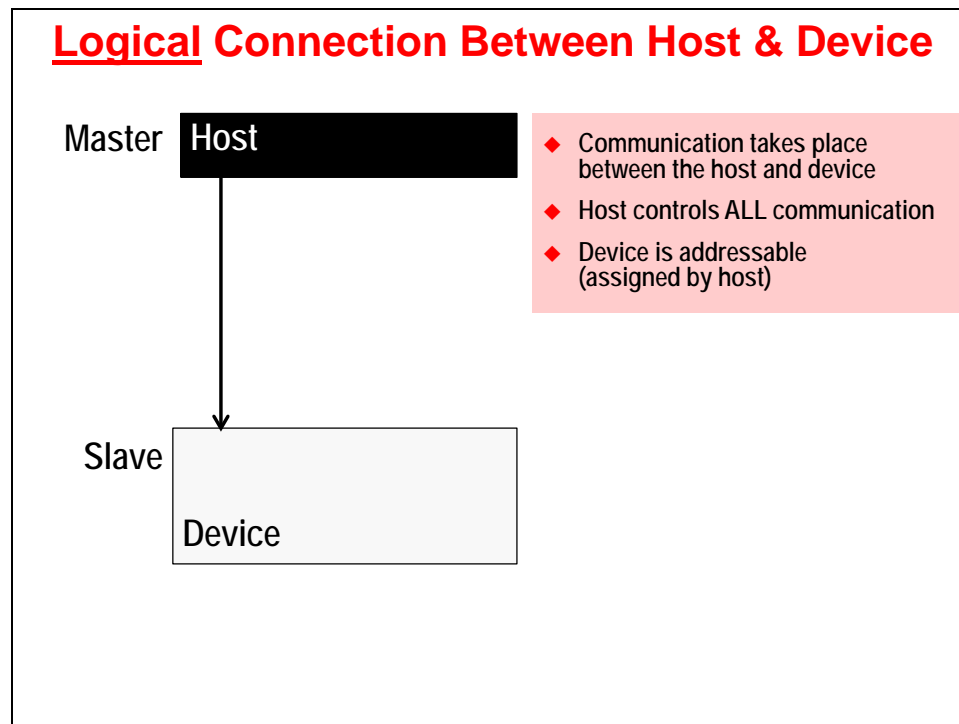 Logical Connection Between Host & Device
Master
Host
Communication takes place
between the host and device
Host controls ALL communication
Device is addressable
(assigned by host)
Slave
Device